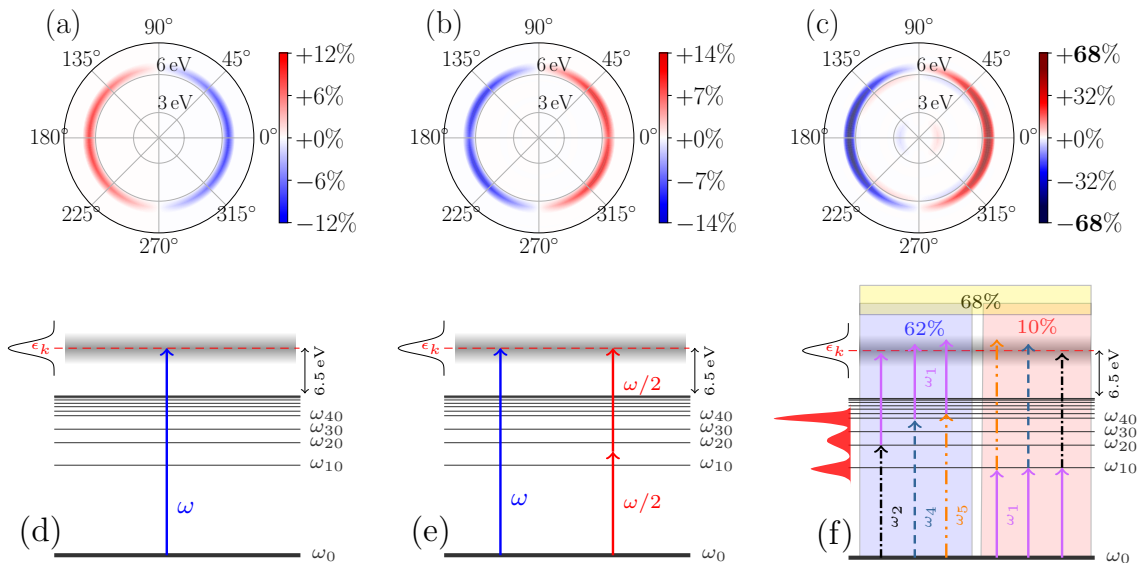 (a)
90°
135°
45°
6 eV
3 eV
180°
0°
225°
315°
270°
+12%
+6%
+0%
−6%
−12%
(b)
90°
135°
45°
6 eV
3 eV
180°
0°
225°
315°
270°
+14%
+7%
+0%
−7%
−14%
(c)
90°
135°
45°
6 eV
3 eV
180°
0°
225°
315°
270°
+68%
+32%
+0%
−32%
−68%
ϵk
6.5 eV
ω40
ω30
ω20
ω10
ω
(d)
ω0
ϵk
ω/2
6.5 eV
ω40
ω30
ω20
ω10
ω
ω/2
(e)
ω0
68%
62%
10%
ϵk
ω1
6.5 eV
ω40
ω30
ω20
ω10
ω2
ω4
ω5
ω1
(f)
ω0